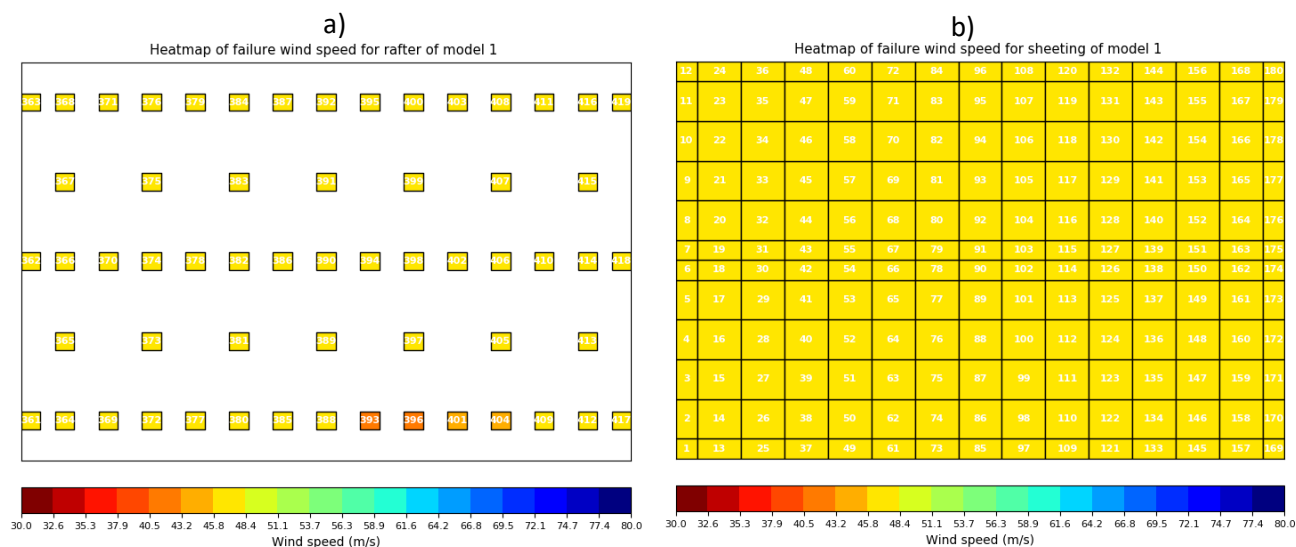 a)
Heatmap of failure wind speed for rafter of model 1
363 368 371 376 379 384 387 392 395 400 403 408 411 416 419
367 375 383 391 399 407 415
362 366 370 374 378 382 386 390 394 398 402 406 410 414 418
365 373 381 389 397 405 413
361 364 369 372 377 380 385 388 393 396 401 404 409 412 417
30.0 32.6 35.3 37.9 40.5 43.2 45.8 48.4 51.1 53.7 56.3 58.9 61.6 64.2 66.8 69.5 72.1 74.7 77.4 80.0
Wind speed (m/s)
b)
Heatmap of failure wind speed for sheeting of model 1
12 24 36 48 60 72 84 96 108 120 132 144 156 168 180
11 23 35 47 59 71 83 95 107 119 131 143 155 167 179
10 22 34 46 58 70 82 94 106 118 130 142 154 166 178
9 21 33 45 57 69 81 93 105 117 129 141 153 165 177
8 20 32 44 56 68 80 92 104 116 128 140 152 164 176
7 19 31 43 55 67 79 91 103 115 127 139 151 163 175
6 18 30 42 54 66 78 90 102 114 126 138 150 162 174
5 17 29 41 53 65 77 89 101 113 125 137 149 161 173
4 16 28 40 52 64 76 88 100 112 124 136 148 160 172
3 15 27 39 51 63 75 87 99 111 123 135 147 159 171
2 14 26 38 50 62 74 86 98 110 122 134 146 158 170
1 13 25 37 49 61 73 85 97 109 121 133 145 157 169
30.0 32.6 35.3 37.9 40.5 43.2 45.8 48.4 51.1 53.7 56.3 58.9 61.6 64.2 66.8 69.5 72.1 74.7 77.4 80.0
Wind speed (m/s)